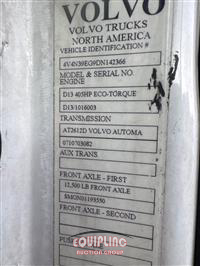 VOLVO
VOLVO TRUCKS
NORTH AMERICA
VEHICLE IDENTIFICATION #
4V4N39EG9DN142366
MODEL & SERIAL NO.
ENGINE
D13 405HP ECO-TORQUE
D13/1016003
TRANSMISSION
AT2612D VOLVO AUTOMA
0710703082
AUX TRANS.
FRONT AXLE - FIRST
12,500 LB FRONT AXLE
SMON01193550
FRONT AXLE - SECOND
EQUIPLINC
AUCTION GROUP